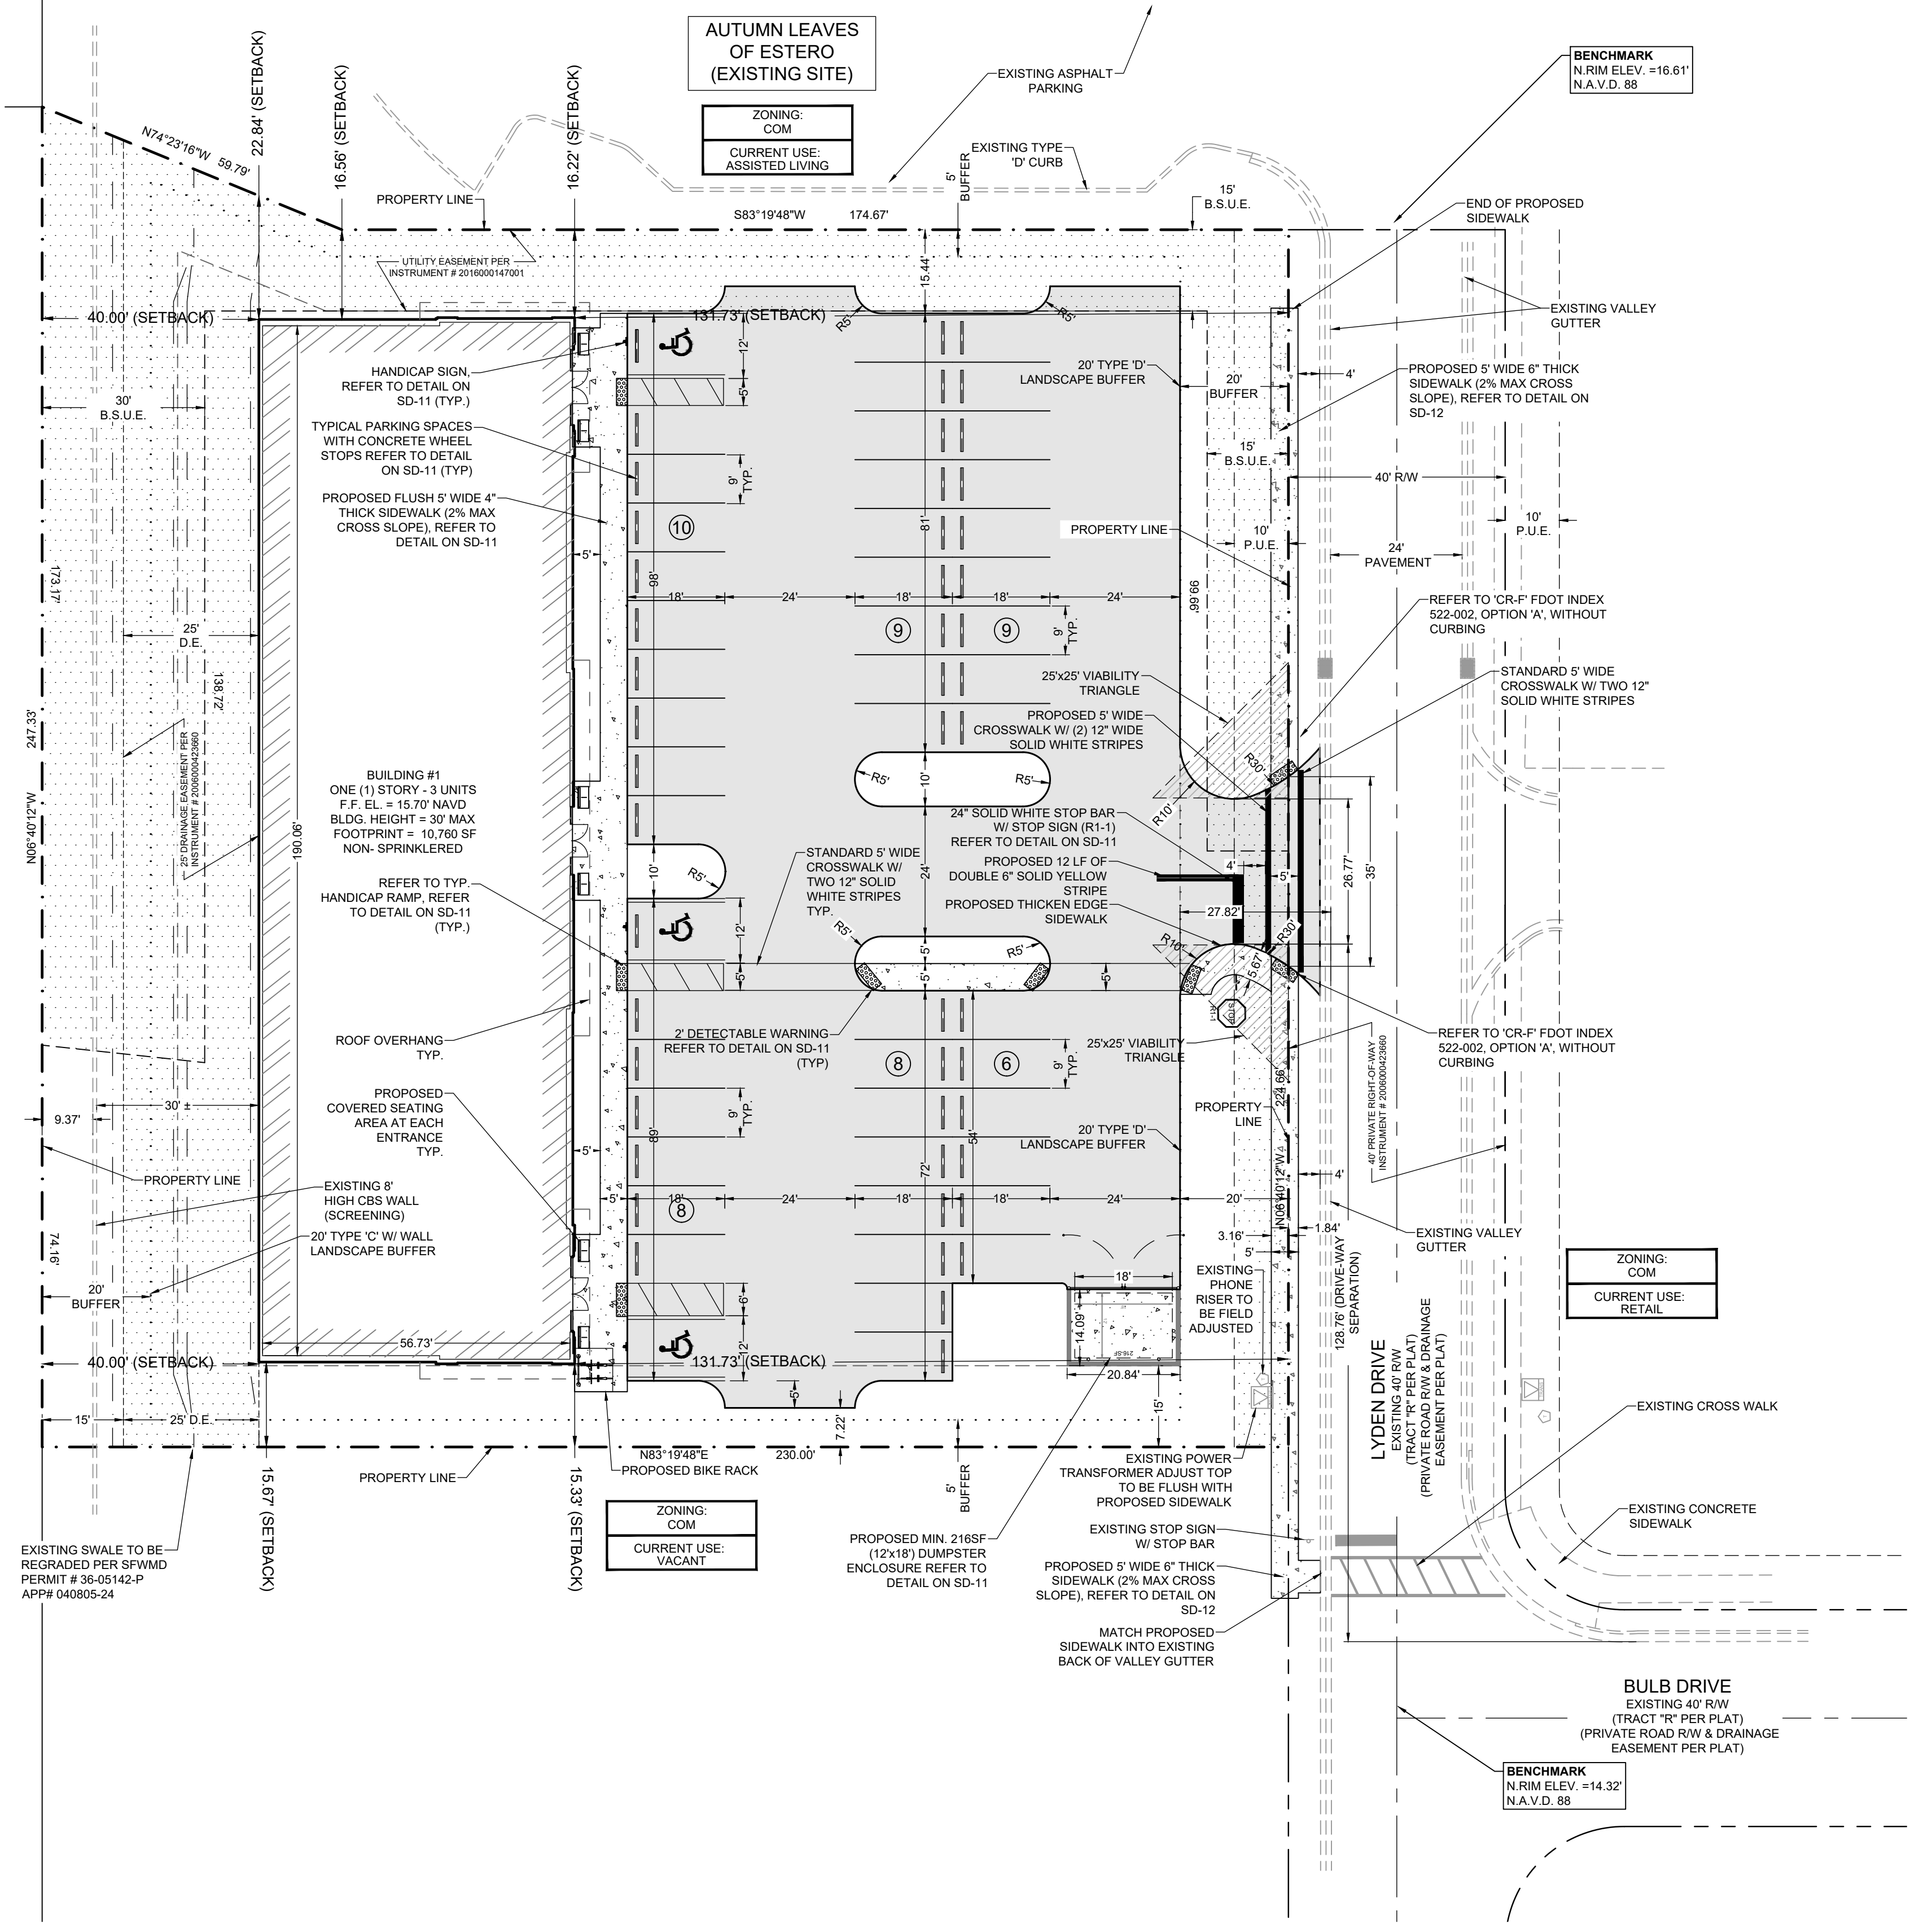 AUTUMN LEAVES
OF ESTERO
(EXISTING SITE)
ZONING:
COM
CURRENT USE:
ASSISTED LIVING
EXISTING ASPHALT
PARKING
BENCHMARK
N.RIM ELEV. =16.61'
N.A.V.D. 88
22.84' (SETBACK)
16.56' (SETBACK)
16.22' (SETBACK)
N74°23'16"W 59.79'
PROPERTY LINE
EXISTING TYPE
'D' CURB
5'
BUFFER
15'
B.S.U.E.
S83°19'48"W 174.67'
END OF PROPOSED
SIDEWALK
UTILITY EASEMENT PER
INSTRUMENT # 2016000147001
15.44'
40.00' (SETBACK)
131.73' (SETBACK)
R5'
R5'
EXISTING VALLEY
GUTTER
HANDICAP SIGN,
REFER TO DETAIL ON
SD-11 (TYP.)
12'
5'
20' TYPE 'D'
LANDSCAPE BUFFER
20'
BUFFER
4'
PROPOSED 5' WIDE 6" THICK
SIDEWALK (2% MAX CROSS
SLOPE), REFER TO DETAIL ON
SD-12
30'
B.S.U.E.
TYPICAL PARKING SPACES
WITH CONCRETE WHEEL
STOPS REFER TO DETAIL
ON SD-11 (TYP)
9'
TYP.
15'
B.S.U.E.
40' R/W
PROPOSED FLUSH 5' WIDE 4"
THICK SIDEWALK (2% MAX
CROSS SLOPE), REFER TO
DETAIL ON SD-11
10
81'
PROPERTY LINE
10'
P.U.E.
10'
P.U.E.
5'
24'
PAVEMENT
173.17'
98'
18'
24'
18'
18'
24'
99.66'
REFER TO 'CR-F' FDOT INDEX
522-002, OPTION 'A', WITHOUT
CURBING
25'
D.E.
9
9
9'
TYP.
138.72'
25'x25' VIABILITY
TRIANGLE
STANDARD 5' WIDE
CROSSWALK W/ TWO 12"
SOLID WHITE STRIPES
247.33'
N06°40'12"W
25' DRAINAGE EASEMENT PER
INSTRUMENT # 2006000423660
PROPOSED 5' WIDE
CROSSWALK W/ (2) 12" WIDE
SOLID WHITE STRIPES
BUILDING #1
ONE (1) STORY - 3 UNITS
F.F. EL. = 15.70' NAVD
BLDG. HEIGHT = 30' MAX
FOOTPRINT = 10,760 SF
NON- SPRINKLERED
190.06'
R5'
10'
R5'
R30'
R10'
24" SOLID WHITE STOP BAR
W/ STOP SIGN (R1-1)
REFER TO DETAIL ON SD-11
26.77'
35'
REFER TO TYP.
HANDICAP RAMP, REFER
TO DETAIL ON SD-11
(TYP.)
10'
R5'
STANDARD 5' WIDE
CROSSWALK W/
TWO 12" SOLID
WHITE STRIPES
TYP.
24'
PROPOSED 12 LF OF
DOUBLE 6" SOLID YELLOW
STRIPE
4'
5'
PROPOSED THICKEN EDGE
SIDEWALK
27.82'
12'
5'
R5'
5'
5'
R5'
5'
R10'
R30'
5.67'
STOP
R1-1
ROOF OVERHANG
TYP.
2' DETECTABLE WARNING
REFER TO DETAIL ON SD-11
(TYP)
8
6
9'
TYP.
25'x25' VIABILITY
TRIANGLE
REFER TO 'CR-F' FDOT INDEX
522-002, OPTION 'A', WITHOUT
CURBING
40' PRIVATE RIGHT-OF-WAY
INSTRUMENT # 2006000423660
224.66'
N06°40'12"W
PROPERTY
LINE
30' ±
9.37'
PROPOSED
COVERED SEATING
AREA AT EACH
ENTRANCE
TYP.
9'
TYP.
89'
54'
72'
20' TYPE 'D'
LANDSCAPE BUFFER
PROPERTY LINE
5'
4'
EXISTING 8'
HIGH CBS WALL
(SCREENING)
5'
18'
24'
18'
18'
24'
20'
8
20' TYPE 'C' W/ WALL
LANDSCAPE BUFFER
3.16'
1.84'
5'
EXISTING VALLEY
GUTTER
74.16'
20'
BUFFER
6'
12'
18'
14.09'
216-SF
20.84'
EXISTING
PHONE
RISER TO
BE FIELD
ADJUSTED
128.76' (DRIVE-WAY
SEPARATION)
ZONING:
COM
CURRENT USE:
RETAIL
56.73'
40.00' (SETBACK)
131.73' (SETBACK)
LYDEN DRIVE
EXISTING 40' R/W
(TRACT "R" PER PLAT)
(PRIVATE ROAD R/W & DRAINAGE
EASEMENT PER PLAT)
15'
25' D.E.
5'
7.22'
15'
EXISTING CROSS WALK
15.67' (SETBACK)
15.33' (SETBACK)
PROPERTY LINE
N83°19'48"E 230.00'
PROPOSED BIKE RACK
5'
BUFFER
EXISTING POWER
TRANSFORMER ADJUST TOP
TO BE FLUSH WITH
PROPOSED SIDEWALK
ZONING:
COM
CURRENT USE:
VACANT
EXISTING SWALE TO BE
REGRADED PER SFWMD
PERMIT # 36-05142-P
APP# 040805-24
PROPOSED MIN. 216SF
(12'x18') DUMPSTER
ENCLOSURE REFER TO
DETAIL ON SD-11
EXISTING STOP SIGN
W/ STOP BAR
PROPOSED 5' WIDE 6" THICK
SIDEWALK (2% MAX CROSS
SLOPE), REFER TO DETAIL ON
SD-12
MATCH PROPOSED
SIDEWALK INTO EXISTING
BACK OF VALLEY GUTTER
EXISTING CONCRETE
SIDEWALK
BULB DRIVE
EXISTING 40' R/W
(TRACT "R" PER PLAT)
(PRIVATE ROAD R/W & DRAINAGE
EASEMENT PER PLAT)
BENCHMARK
N.RIM ELEV. =14.32'
N.A.V.D. 88